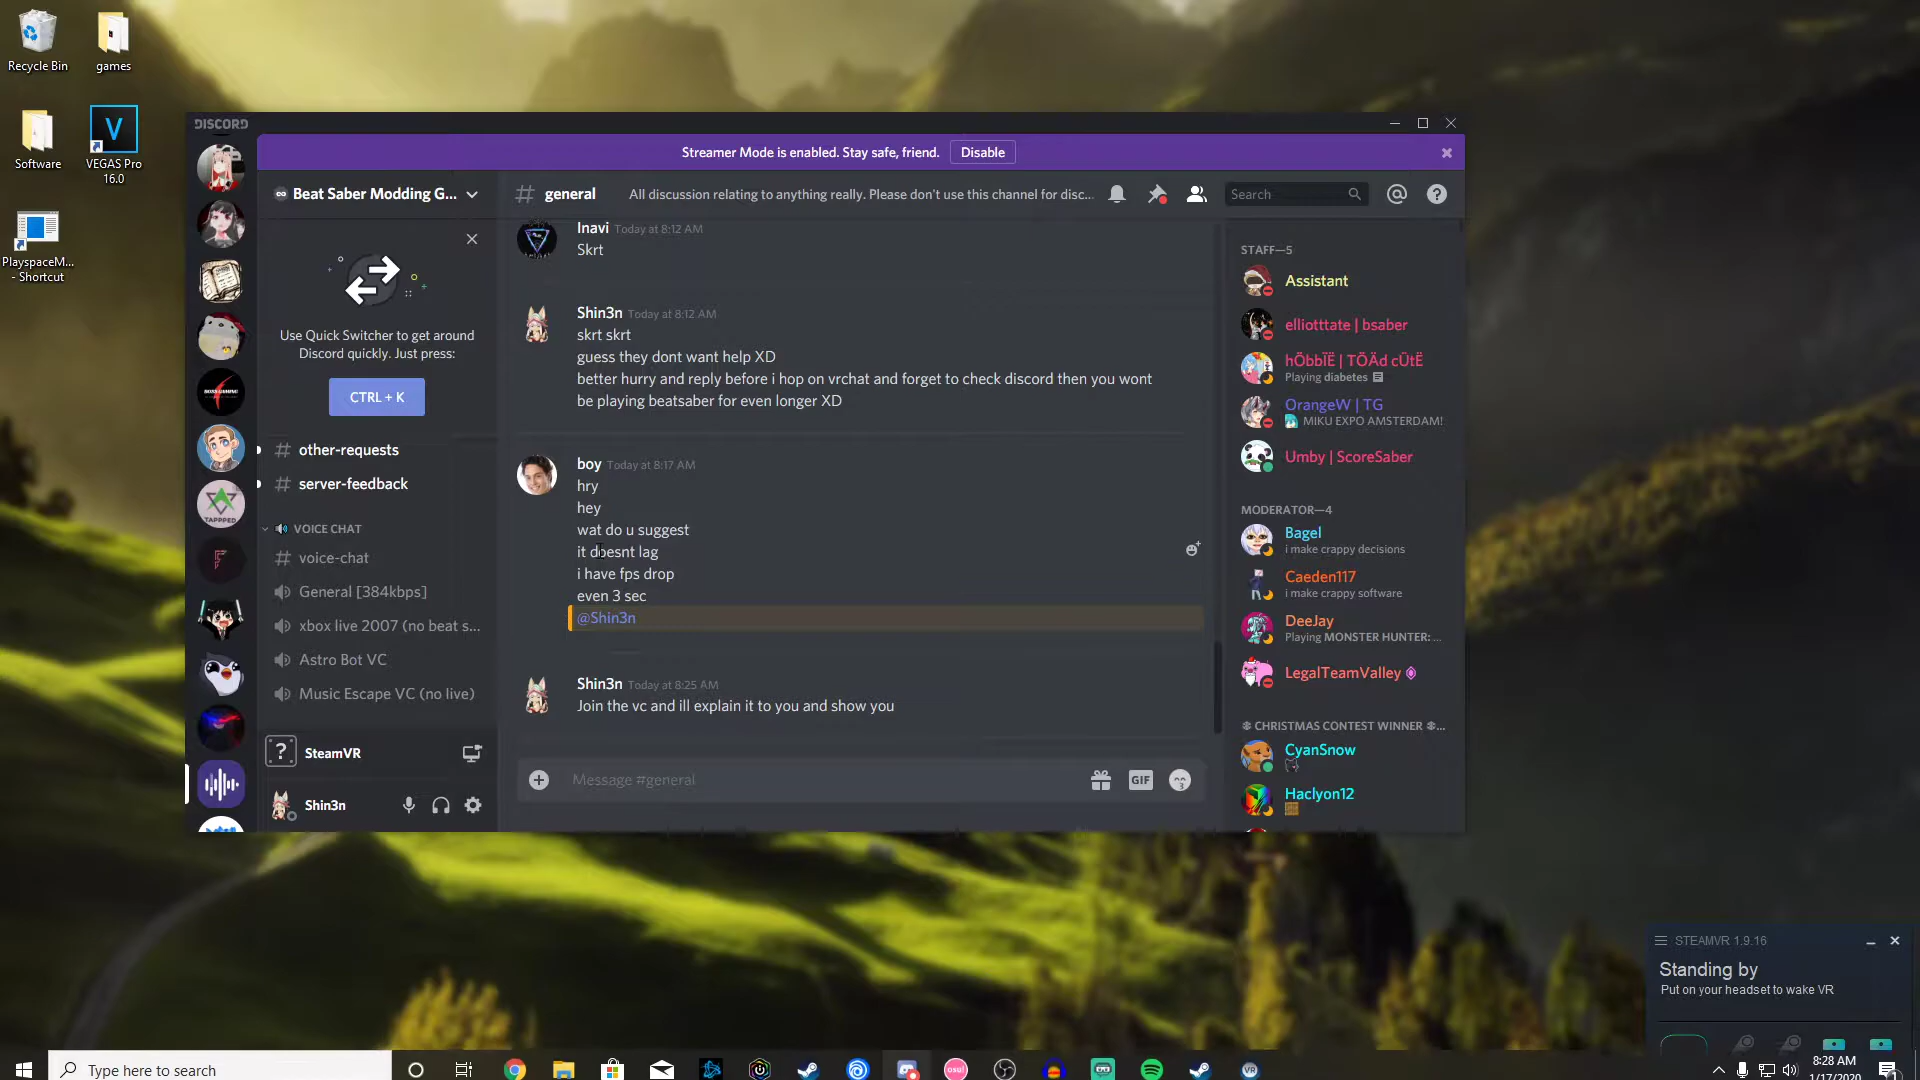 Recycle Bin
games
Software
VEGAS Pro
16.0
PlayspaceM...
- Shortcut
DISCORD
Streamer Mode is enabled. Stay safe, friend.
Disable
Beat Saber Modding G...
general
All discussion relating to anything really. Please don't use this channel for disc...
Search
Use Quick Switcher to get around
Discord quickly. Just press:
CTRL + K
other-requests
server-feedback
VOICE CHAT
voice-chat
General [384kbps]
xbox live 2007 (no beat s...
Astro Bot VC
Music Escape VC (no live)
SteamVR
Shin3n
TAPPPED
Inavi Today at 8:12 AM
Skrt
Shin3n Today at 8:12 AM
skrt skrt
guess they dont want help XD
better hurry and reply before i hop on vrchat and forget to check discord then you wont
be playing beatsaber for even longer XD
boy Today at 8:17 AM
hry
hey
wat do u suggest
it doesnt lag
i have fps drop
even 3 sec
@Shin3n
Shin3n Today at 8:25 AM
Join the vc and ill explain it to you and show you
Message #general
GIF
STAFF—5
Assistant
elliotttate | bsaber
hÖbbÏË | TÕÄd cÜtË
Playing diabetes
OrangeW | TG
MIKU EXPO AMSTERDAM!
Umby | ScoreSaber
MODERATOR—4
Bagel
i make crappy decisions
Caeden117
i make crappy software
DeeJay
Playing MONSTER HUNTER: ...
LegalTeamValley
❄ CHRISTMAS CONTEST WINNER ❄...
CyanSnow
Haclyon12
STEAMVR 1.9.16
Standing by
Put on your headset to wake VR
Type here to search
osu!
8:28 AM
1/17/2020